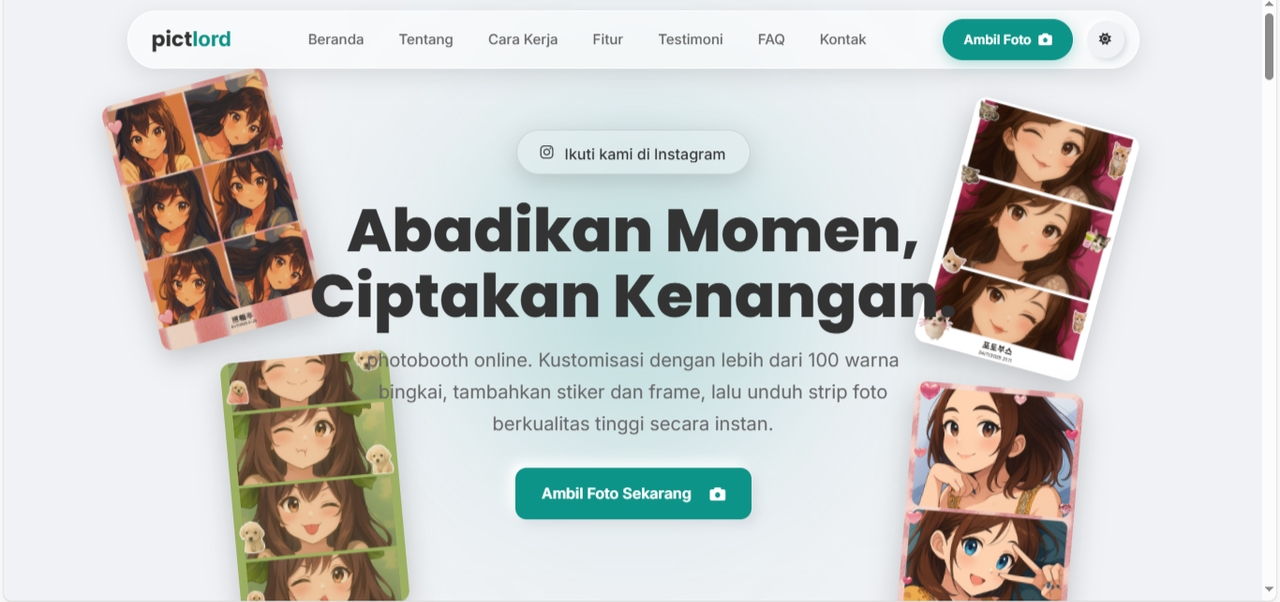 pictlord
Beranda
Tentang
Cara Kerja
Fitur
Testimoni
FAQ
Kontak
Ambil Foto
Ikuti kami di Instagram
Abadikan Momen,
Ciptakan Kenangan
photobooth online. Kustomisasi dengan lebih dari 100 warna
bingkai, tambahkan stiker dan frame, lalu unduh strip foto
berkualitas tinggi secara instan.
Ambil Foto Sekarang
포토부스